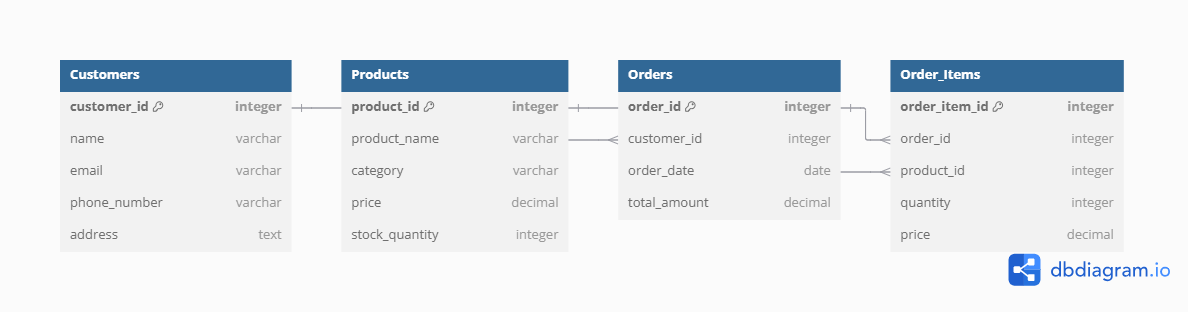 Customers
customer_id integer
name varchar
email varchar
phone_number varchar
address text
Products
product_id integer
product_name varchar
category varchar
price decimal
stock_quantity integer
Orders
order_id integer
customer_id integer
order_date date
total_amount decimal
Order_Items
order_item_id integer
order_id integer
product_id integer
quantity integer
price decimal
dbdiagram.io